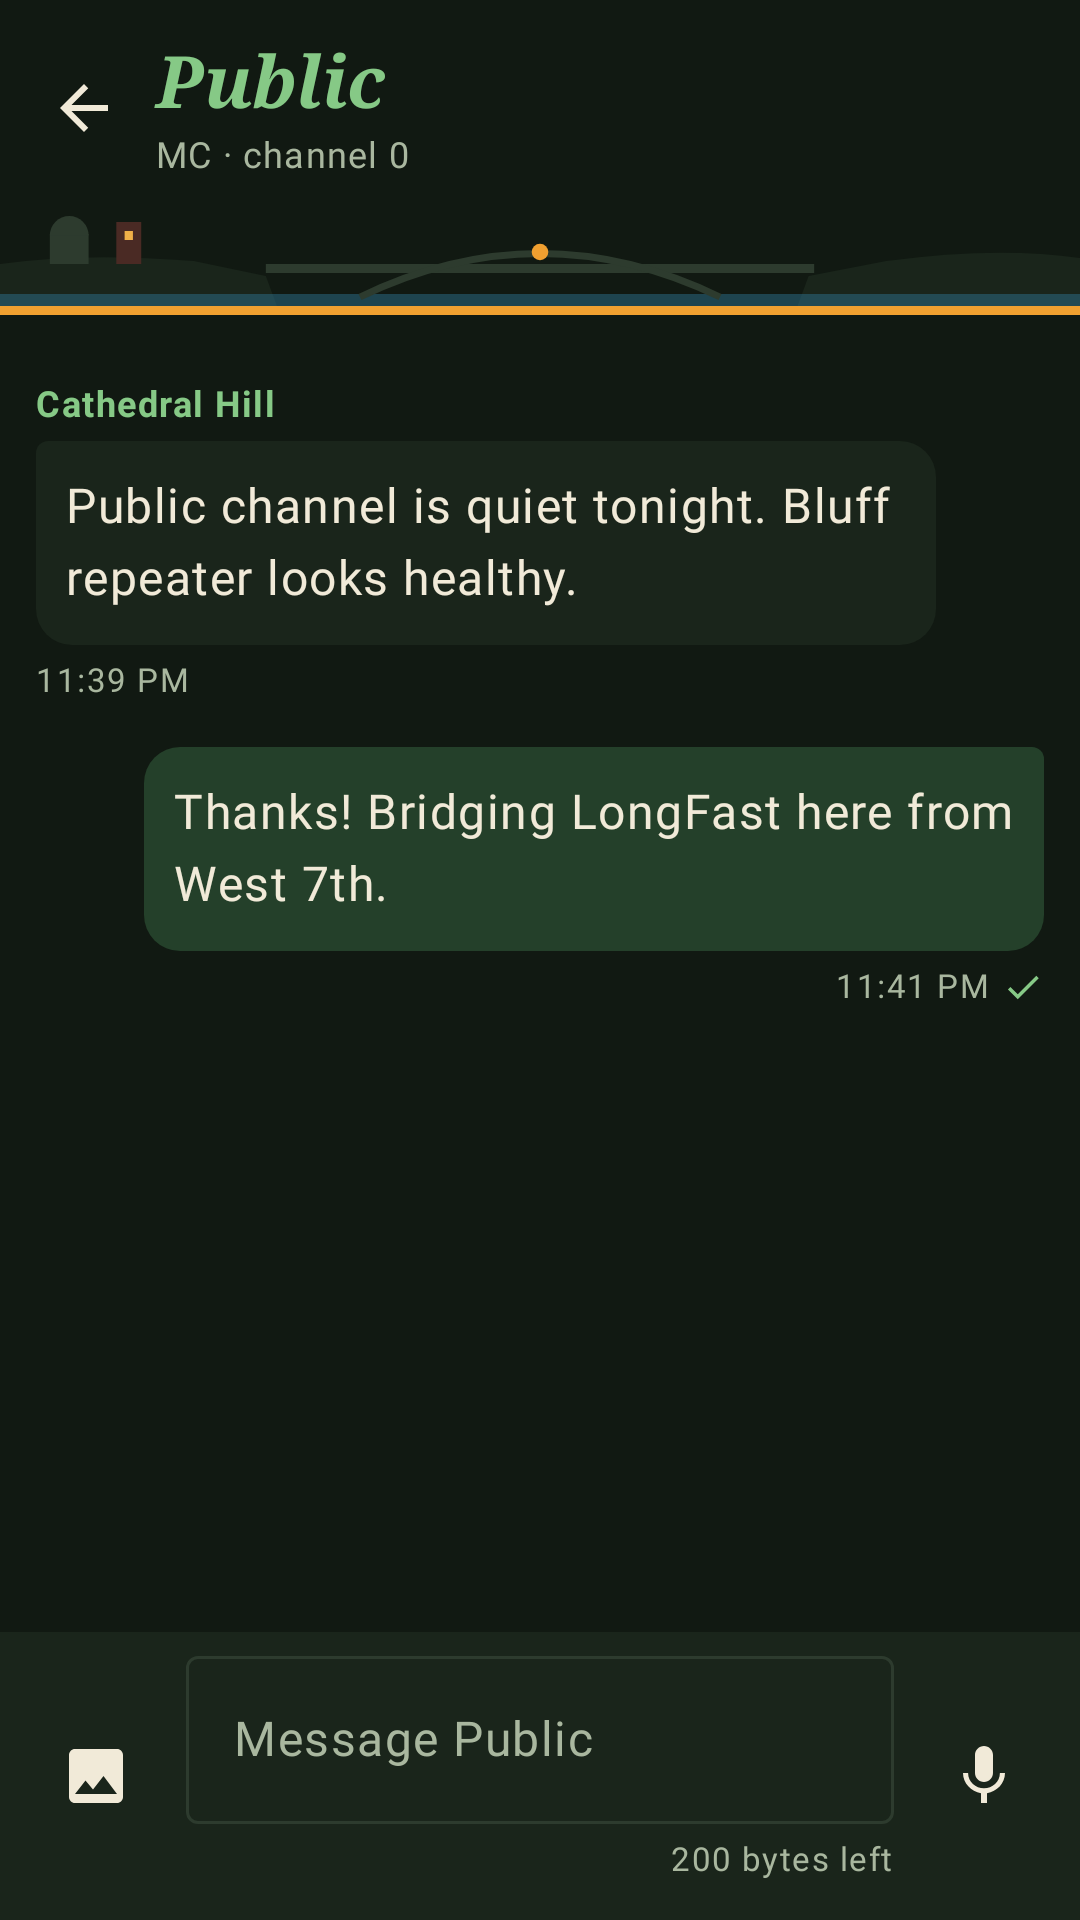 Public
MC · channel 0
Cathedral Hill
Public channel is quiet tonight. Bluff
repeater looks healthy.
11:39 PM
Thanks! Bridging LongFast here from
West 7th.
11:41 PM
Message Public
200 bytes left